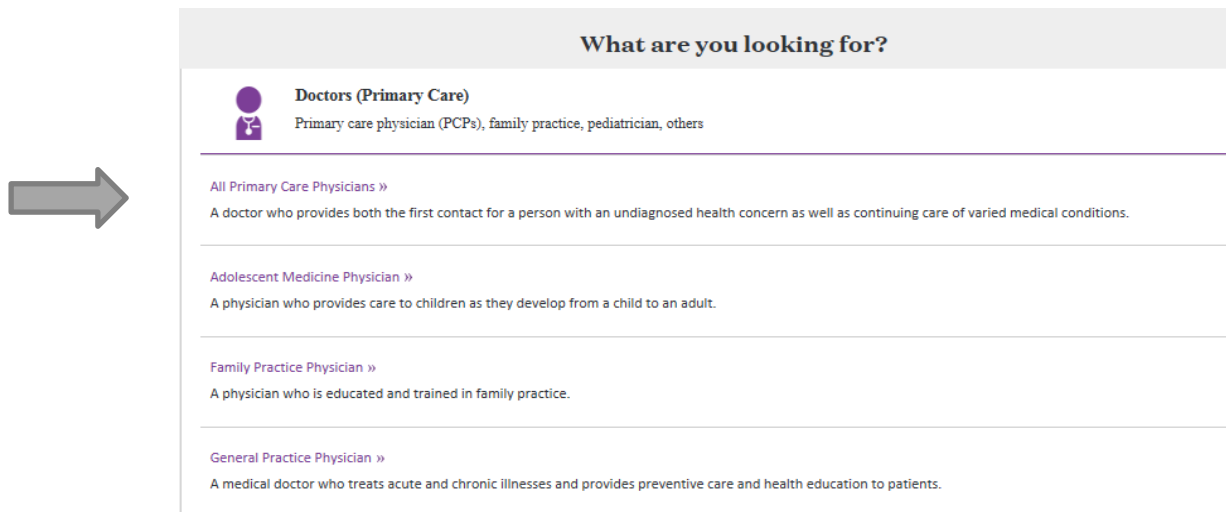 What are you looking for?
Doctors (Primary Care)
Primary care physician (PCPs), family practice, pediatrician, others
All Primary Care Physicians »
A doctor who provides both the first contact for a person with an undiagnosed health concern as well as continuing care of varied medical conditions.
Adolescent Medicine Physician »
A physician who provides care to children as they develop from a child to an adult.
Family Practice Physician »
A physician who is educated and trained in family practice.
General Practice Physician »
A medical doctor who treats acute and chronic illnesses and provides preventive care and health education to patients.